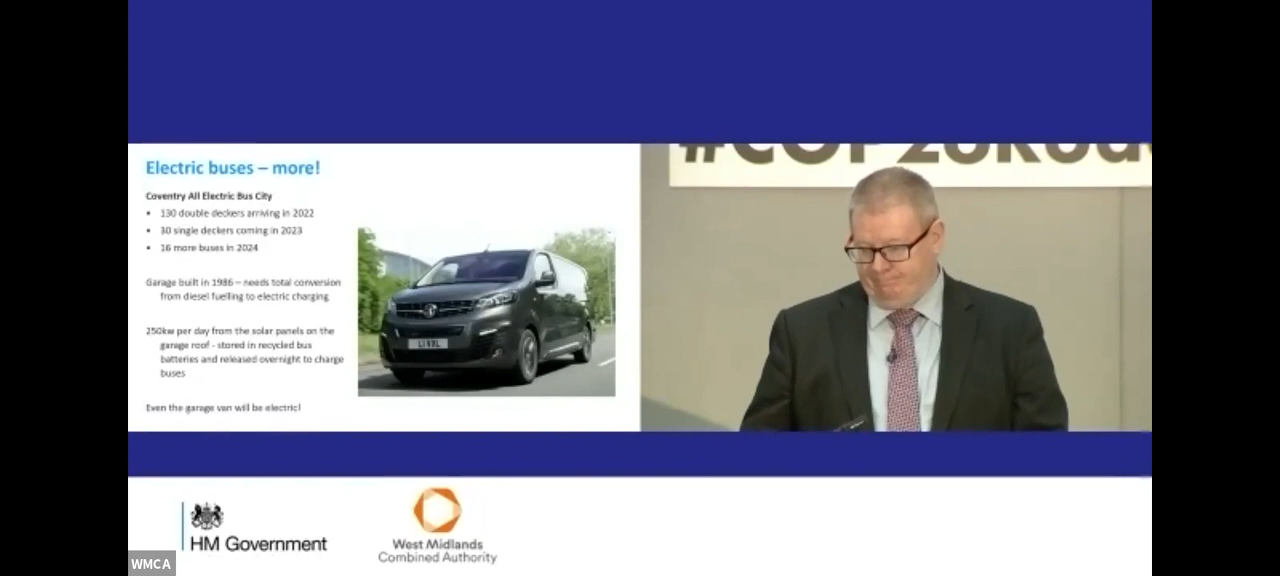 Electric buses – more!
Coventry All Electric Bus City
• 130 double deckers arriving in 2022
• 30 single deckers coming in 2023
• 16 more buses in 2024
Garage built in 1986 – needs total conversion
from diesel fuelling to electric charging
250kw per day from the solar panels on the
garage roof - stored in recycled bus
batteries and released overnight to charge
buses
Even the garage van will be electric!
L1 VXL
HM Government
West Midlands
Combined Authority
WMCA